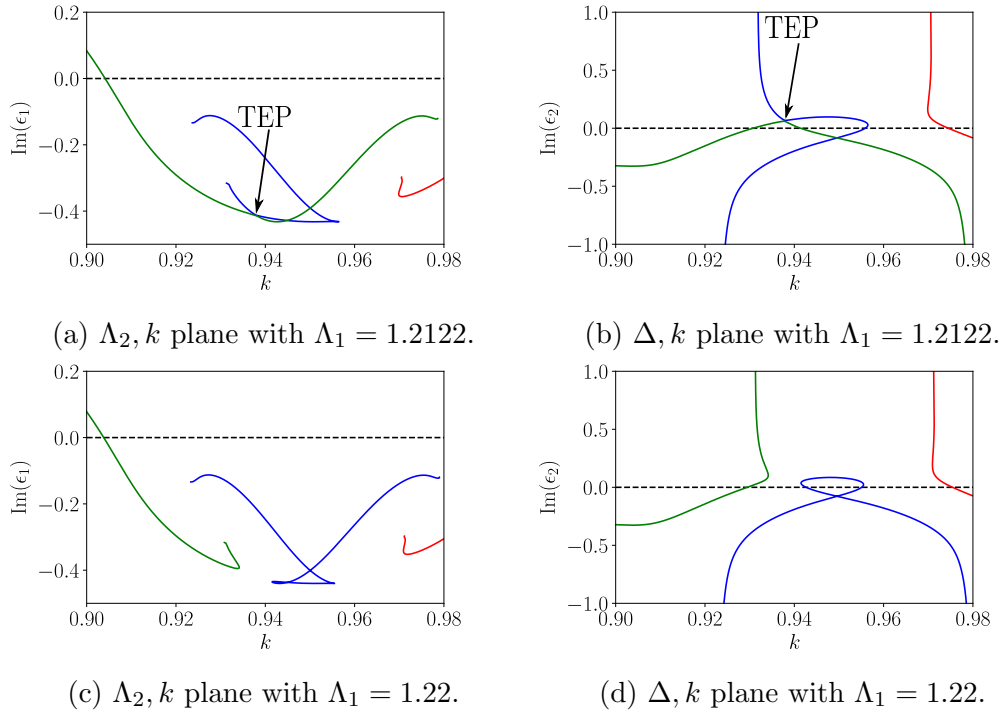 0.2
0.0
−0.2
−0.4
Im(ϵ₁)
TEP
0.90 0.92 0.94 0.96 0.98
k
(a) Λ₂, k plane with Λ₁ = 1.2122.
1.0
0.5
0.0
−0.5
−1.0
Im(ϵ₂)
TEP
0.90 0.92 0.94 0.96 0.98
k
(b) Δ, k plane with Λ₁ = 1.2122.
0.2
0.0
−0.2
−0.4
Im(ϵ₁)
0.90 0.92 0.94 0.96 0.98
k
(c) Λ₂, k plane with Λ₁ = 1.22.
1.0
0.5
0.0
−0.5
−1.0
Im(ϵ₂)
0.90 0.92 0.94 0.96 0.98
k
(d) Δ, k plane with Λ₁ = 1.22.